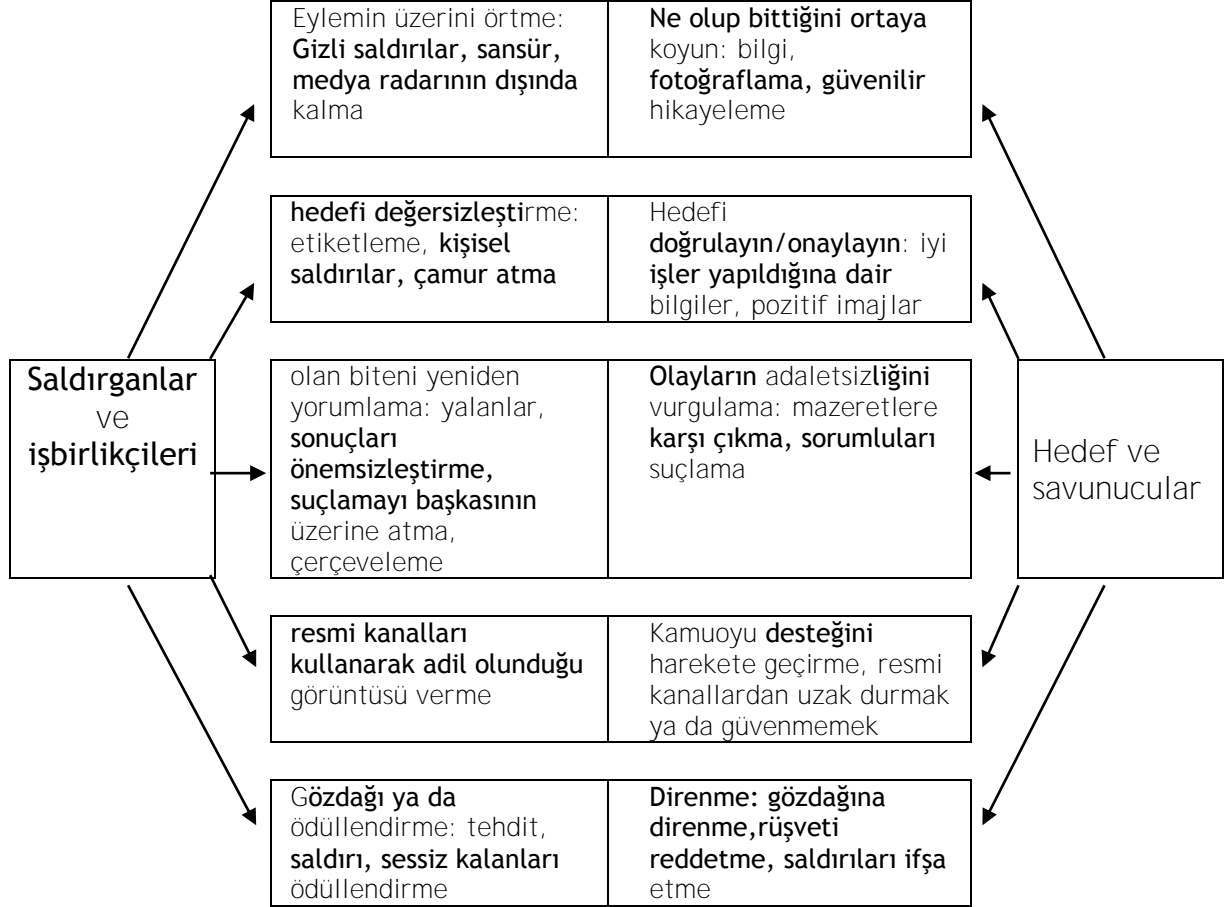 Eylemin üzerini örtme:
Gizli saldırılar, sansür,
medya radarının dışında
kalma
Ne olup bittiğini ortaya
koyun: bilgi,
fotoğraflama, güvenilir
hikayeleme
hedefi değersizleştirme:
etiketleme, kişisel
saldırılar, çamur atma
Hedefi
doğrulayın/onaylayın: iyi
işler yapıldığına dair
bilgiler, pozitif imajlar
Saldırganlar
ve
işbirlikçileri
olan biteni yeniden
yorumlama: yalanlar,
sonuçları
önemsizleştirme,
suçlamayı başkasının
üzerine atma,
çerçeveleme
Olayların adaletsizliğini
vurgulama: mazeretlere
karşı çıkma, sorumluları
suçlama
Hedef ve
savunucular
resmi kanalları
kullanarak adil olunduğu
görüntüsü verme
Kamuoyu desteğini
harekete geçirme, resmi
kanallardan uzak durmak
ya da güvenmemek
Gözdağı ya da
ödüllendirme: tehdit,
saldırı, sessiz kalanları
ödüllendirme
Direnme: gözdağına
direnme,rüşveti
reddetme, saldırıları ifşa
etme